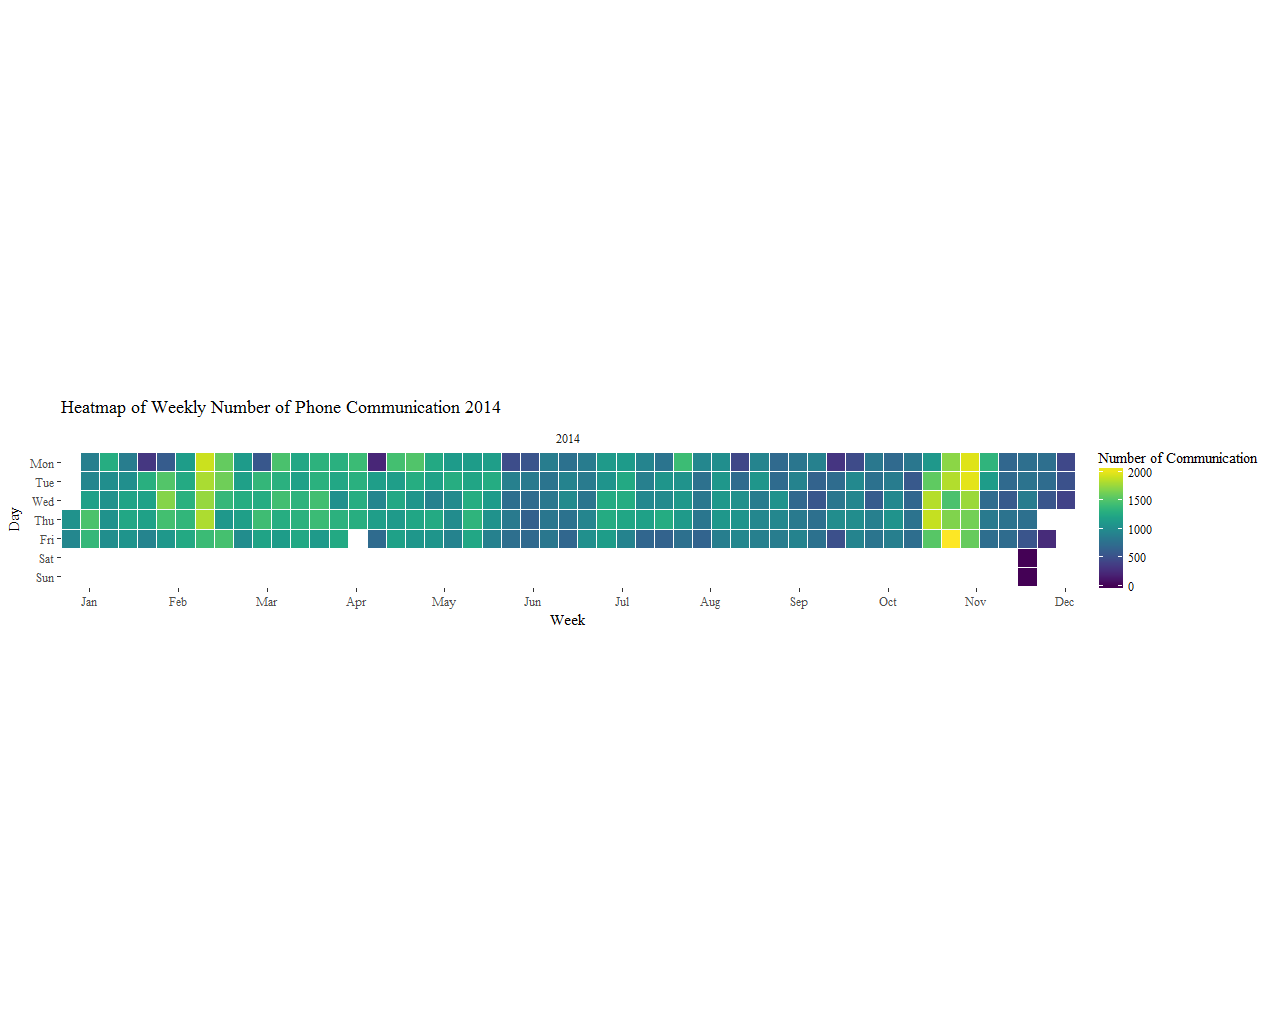 Heatmap of Weekly Number of Phone Communication 2014
2014
Mon
Tue
Wed
Thu
Fri
Sat
Sun
Day
Jan Feb Mar Apr May Jun Jul Aug Sep Oct Nov Dec
Week
Number of Communication
2000
1500
1000
500
0